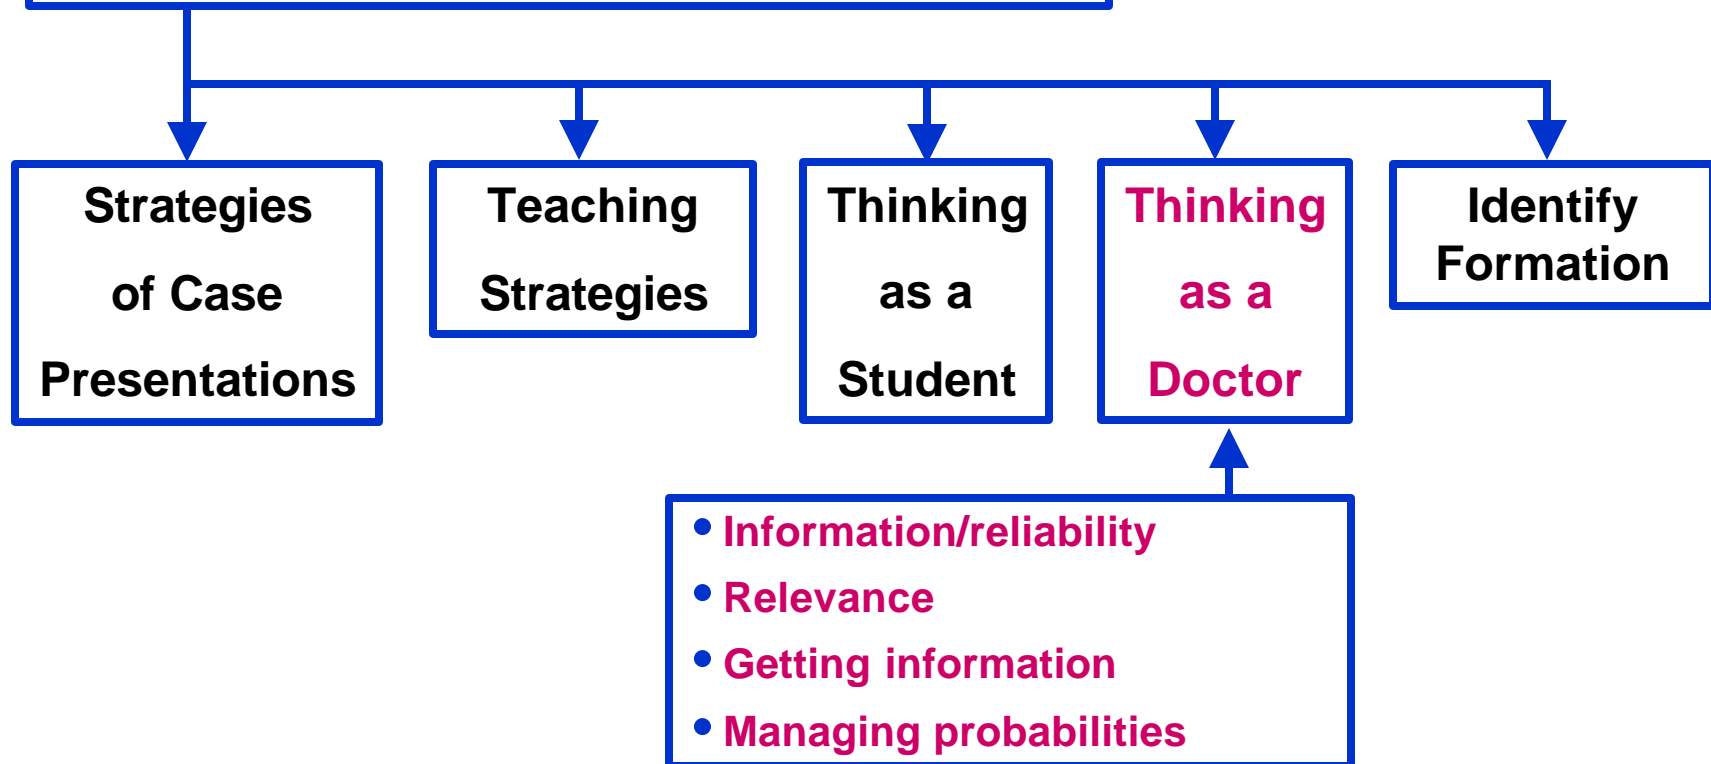 Strategies
of Case
Presentations
Teaching
Strategies
Thinking
as a
Student
Thinking
as a
Doctor
Identify
Formation
• Information/reliability
• Relevance
• Getting information
• Managing probabilities